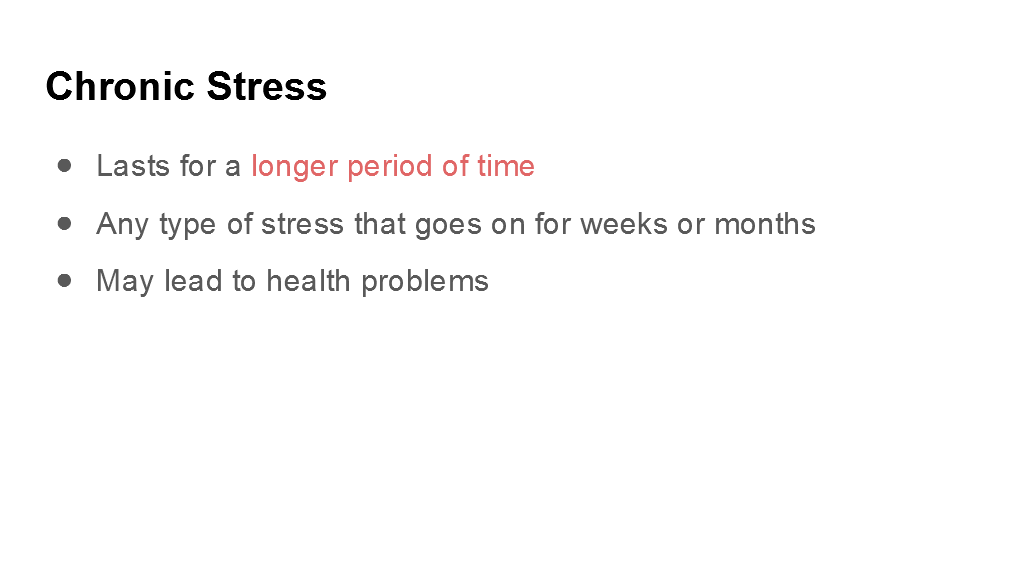 Chronic Stress
● Lasts for a longer period of time
● Any type of stress that goes on for weeks or months
● May lead to health problems